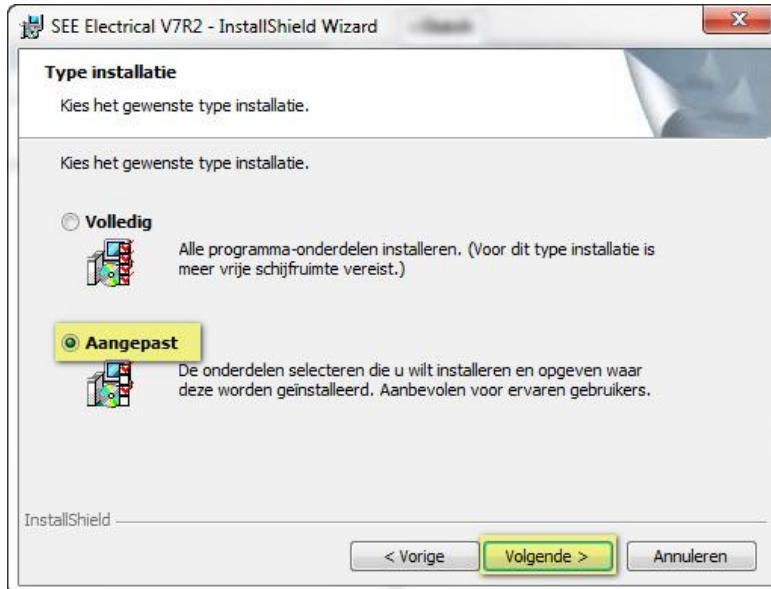 SEE Electrical V7R2 - InstallShield Wizard
Type installatie
Kies het gewenste type installatie.
Kies het gewenste type installatie.
Volledig
Alle programma-onderdelen installeren. (Voor dit type installatie is
meer vrije schijfruimte vereist.)
Aangepast
De onderdelen selecteren die u wilt installeren en opgeven waar
deze worden geïnstalleerd. Aanbevolen voor ervaren gebruikers.
InstallShield
< Vorige
Volgende >
Annuleren